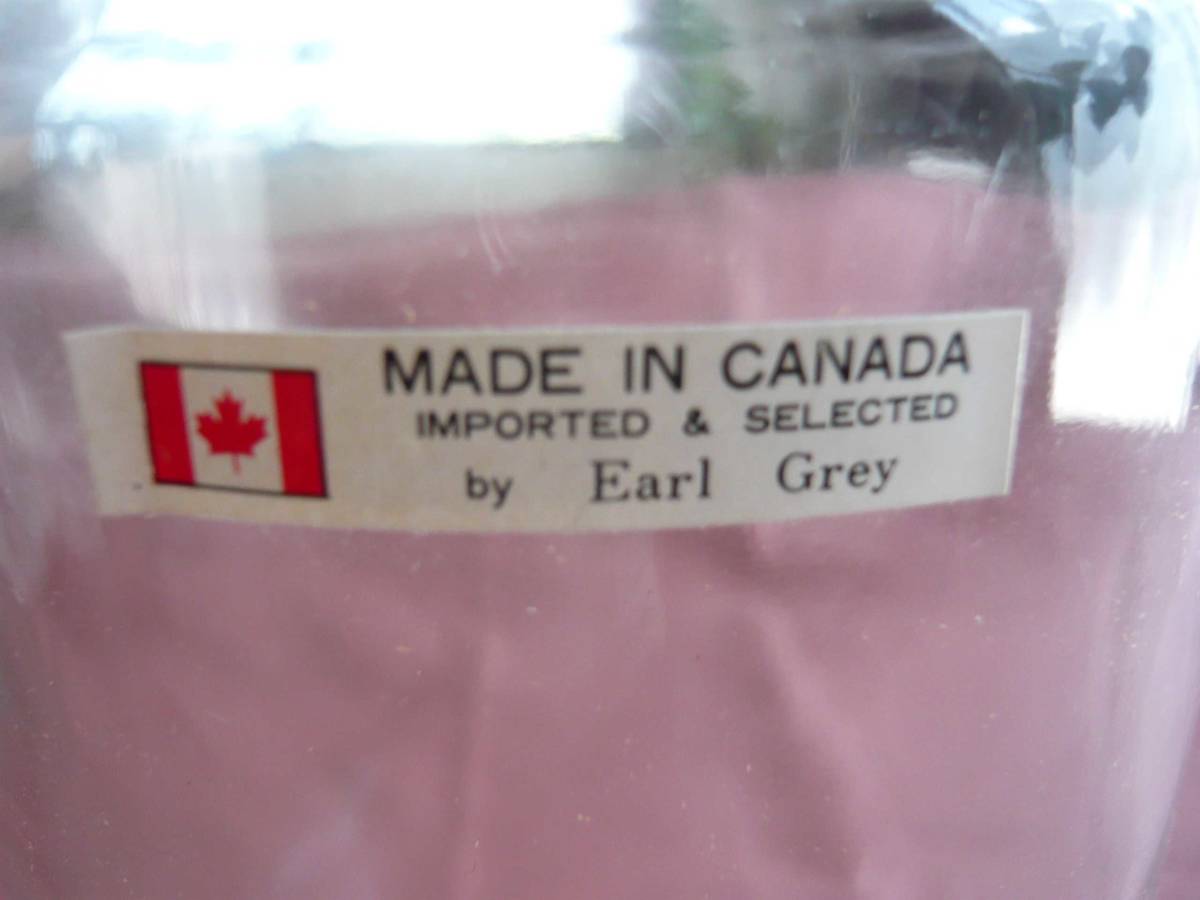 MADE IN CANADA
IMPORTED & SELECTED
by Earl Grey